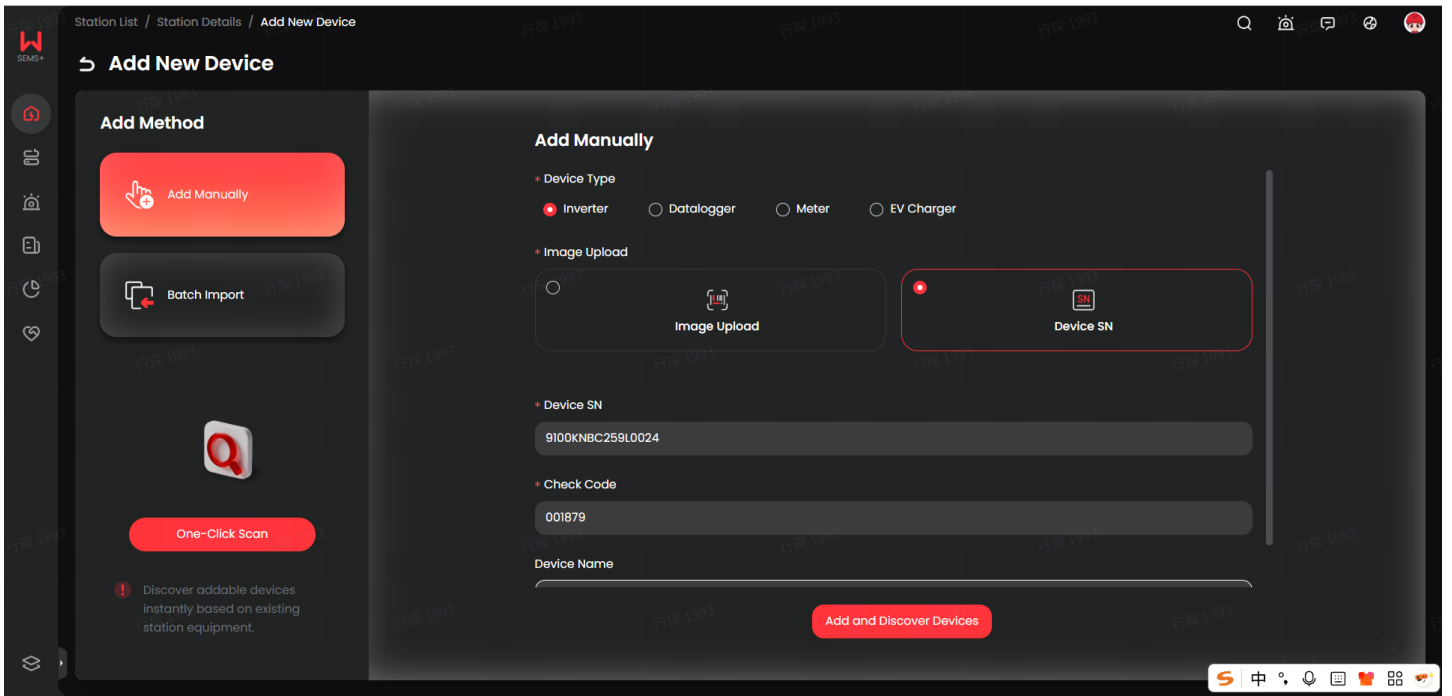 Station List / Station Details / Add New Device
SEMS+
Add New Device
Add Method
Add Manually
Batch Import
One-Click Scan
Discover addable devices
instantly based on existing
station equipment.
Add Manually
* Device Type
Inverter Datalogger Meter EV Charger
* Image Upload
Image Upload
SN
Device SN
* Device SN
9100KNBC259L0024
* Check Code
001879
Device Name
Add and Discover Devices
行琛 1993
中